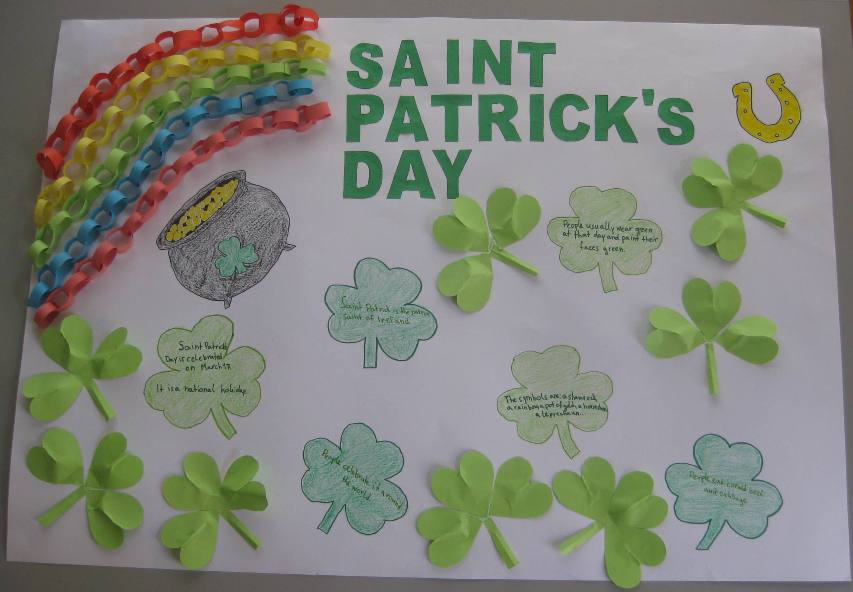 SAINT
PATRICK'S
DAY
People usually wear green
at that day and paint their
faces green.
Saint Patrick is the patron
saint of Ireland.
Saint Patrick
Day is celebrated
on March 17.
It is a national holiday.
The symbols are: a shamrock,
a rainbow, a pot of gold, a horseshoe,
a leprechaun...
People celebrate it around
the world.
People eat corned beef
and cabbage.